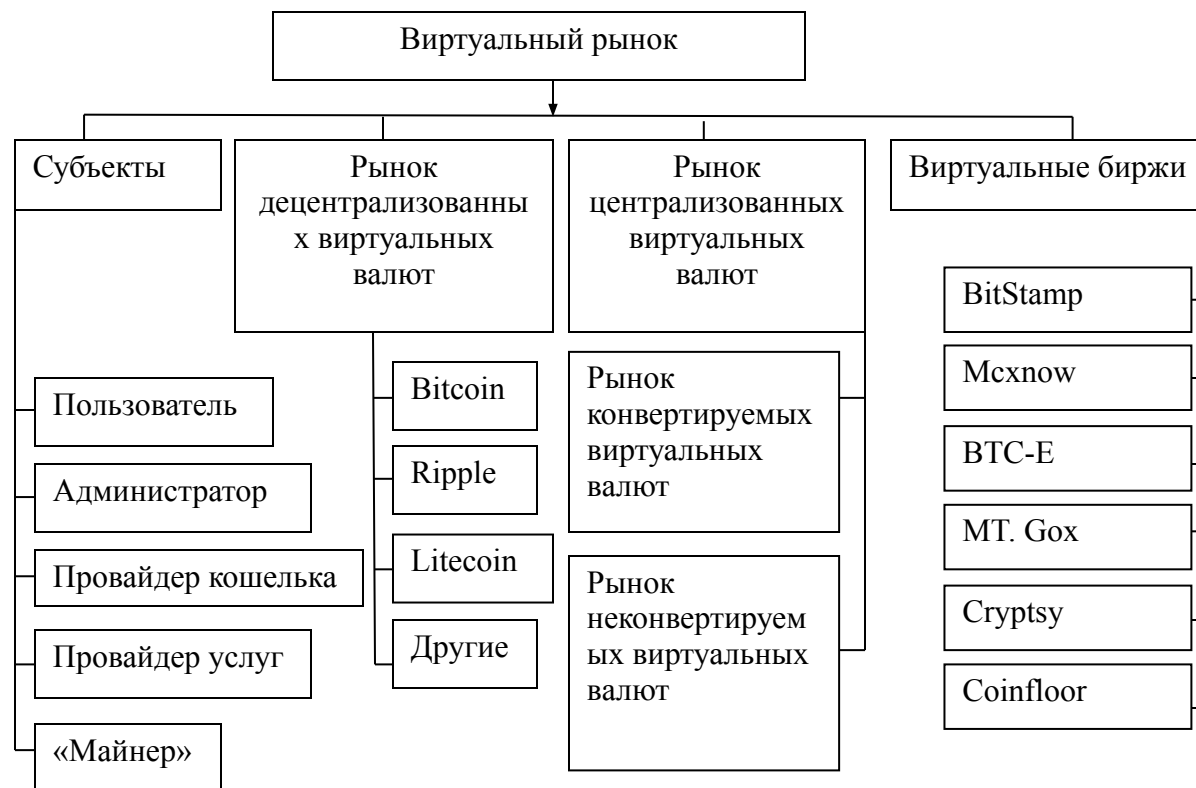 Виртуальный рынок
Субъекты
Пользователь
Администратор
Провайдер кошелька
Провайдер услуг
«Майнер»
Рынок
децентрализованны
х виртуальных
валют
Bitcoin
Ripple
Litecoin
Другие
Рынок
централизованных
виртуальных
валют
Рынок
конвертируемых
виртуальных
валют
Рынок
неконвертируем
ых виртуальных
валют
Виртуальные биржи
BitStamp
Mcxnow
BTC-E
MT. Gox
Cryptsy
Coinfloor